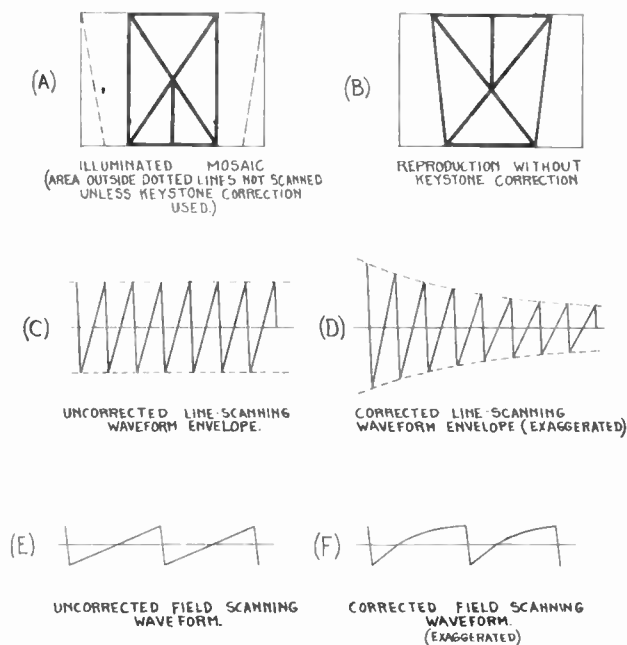 (A)
ILLUMINATED MOSAIC
(AREA OUTSIDE DOTTED LINES NOT SCANNED
UNLESS KEYSTONE CORRECTION
USED.)
(B)
REPRODUCTION WITHOUT
KEYSTONE CORRECTION
(C)
UNCORRECTED LINE-SCANNING
WAVEFORM ENVELOPE.
(D)
CORRECTED LINE-SCANNING
WAVEFORM ENVELOPE (EXAGGERATED)
(E)
UNCORRECTED FIELD SCANNING
WAVEFORM.
(F)
CORRECTED FIELD SCANNING
WAVEFORM.
(EXAGGERATED)